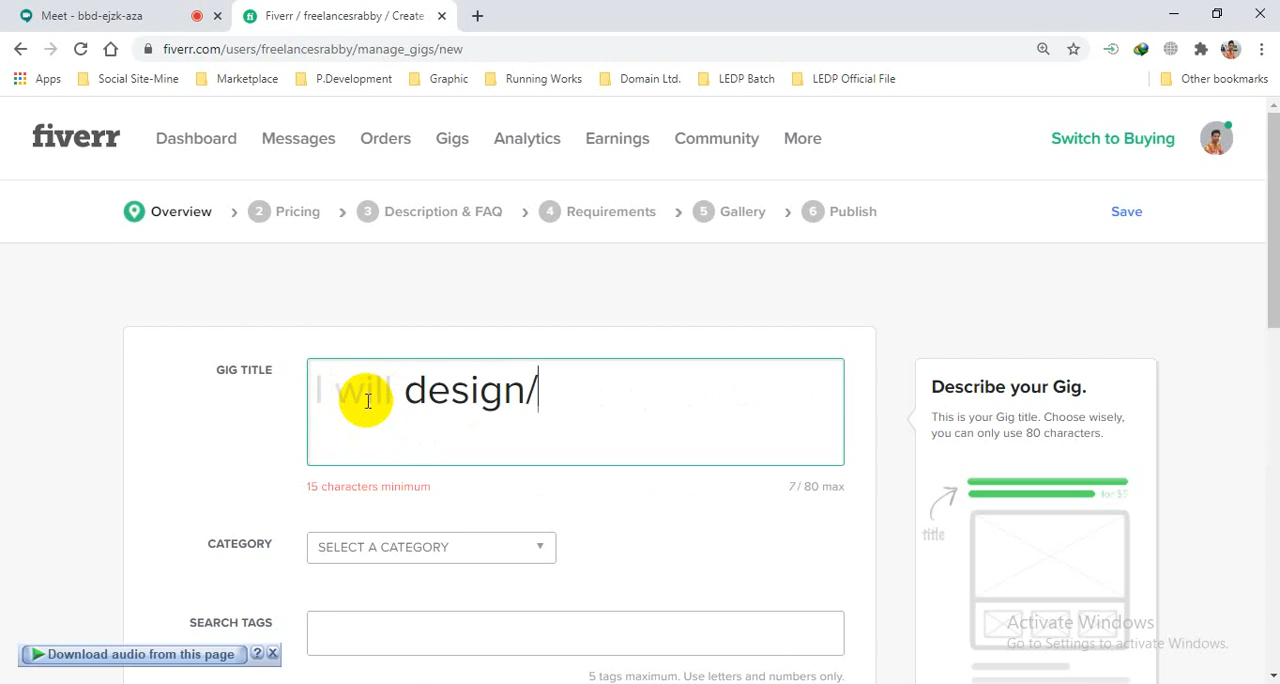 Meet - bbd-ejzk-aza
Fiverr / freelancesrabby / Create
fiverr.com/users/freelancesrabby/manage_gigs/new
Apps Social Site-Mine Marketplace P.Development Graphic Running Works Domain Ltd. LEDP Batch LEDP Official File Other bookmarks
fiverr Dashboard Messages Orders Gigs Analytics Earnings Community More Switch to Buying
Overview 2 Pricing 3 Description & FAQ 4 Requirements 5 Gallery 6 Publish Save
GIG TITLE
I will design/
15 characters minimum 7 / 80 max
CATEGORY
SELECT A CATEGORY
SEARCH TAGS
5 tags maximum. Use letters and numbers only.
Describe your Gig.
This is your Gig title. Choose wisely,
you can only use 80 characters.
for $5
title
Activate Windows
Go to Settings to activate Windows.
Download audio from this page ? X